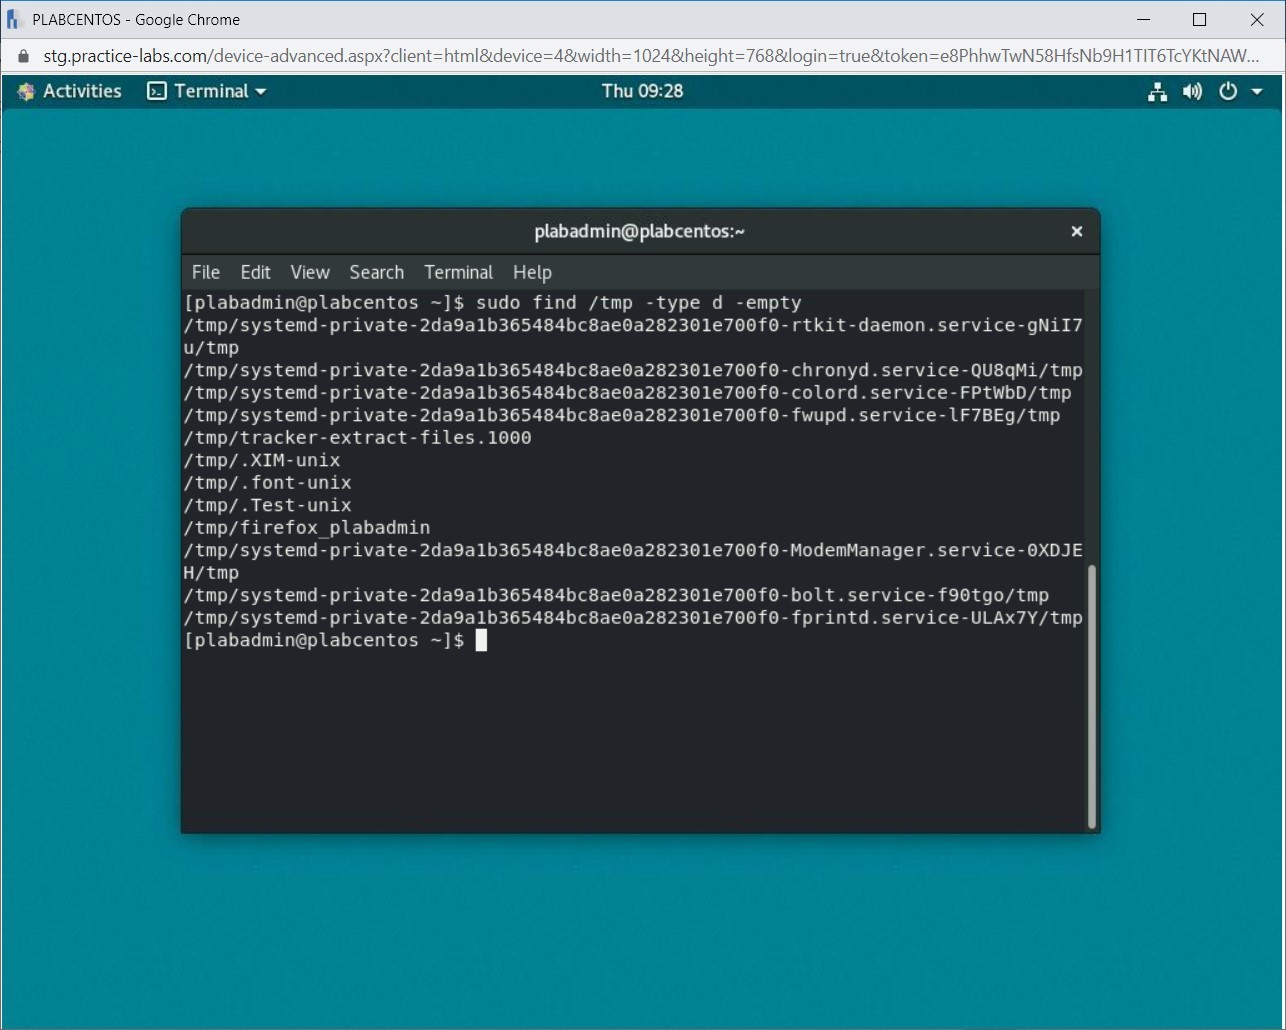 PLABCENTOS - Google Chrome
stg.practice-labs.com/device-advanced.aspx?client=html&device=4&width=1024&height=768&login=true&token=e8PhhwTwN58HfsNb9H1TIT6TcYKtNAW...
Activities Terminal Thu 09:28
plabadmin@plabcentos:~
File Edit View Search Terminal Help
[plabadmin@plabcentos ~]$ sudo find /tmp -type d -empty
/tmp/systemd-private-2da9a1b365484bc8ae0a282301e700f0-rtkit-daemon.service-gNiI7
u/tmp
/tmp/systemd-private-2da9a1b365484bc8ae0a282301e700f0-chronyd.service-QU8qMi/tmp
/tmp/systemd-private-2da9a1b365484bc8ae0a282301e700f0-colord.service-FPtWbD/tmp
/tmp/systemd-private-2da9a1b365484bc8ae0a282301e700f0-fwupd.service-lF7BEg/tmp
/tmp/tracker-extract-files.1000
/tmp/.XIM-unix
/tmp/.font-unix
/tmp/.Test-unix
/tmp/firefox_plabadmin
/tmp/systemd-private-2da9a1b365484bc8ae0a282301e700f0-ModemManager.service-0XDJE
H/tmp
/tmp/systemd-private-2da9a1b365484bc8ae0a282301e700f0-bolt.service-f90tgo/tmp
/tmp/systemd-private-2da9a1b365484bc8ae0a282301e700f0-fprintd.service-ULAx7Y/tmp
[plabadmin@plabcentos ~]$